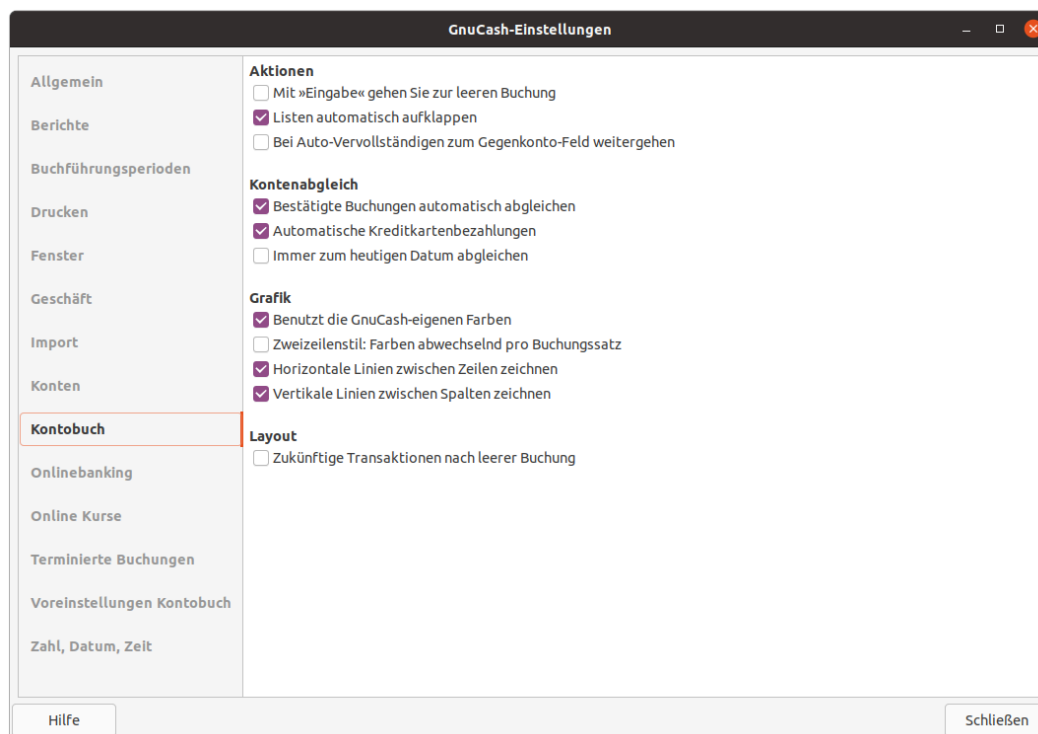 GnuCash-Einstellungen
Allgemein
Berichte
Buchführungsperioden
Drucken
Fenster
Geschäft
Import
Konten
Kontobuch
Onlinebanking
Online Kurse
Terminierte Buchungen
Voreinstellungen Kontobuch
Zahl, Datum, Zeit
Aktionen
Mit »Eingabe« gehen Sie zur leeren Buchung
Listen automatisch aufklappen
Bei Auto-Vervollständigen zum Gegenkonto-Feld weitergehen
Kontenabgleich
Bestätigte Buchungen automatisch abgleichen
Automatische Kreditkartenbezahlungen
Immer zum heutigen Datum abgleichen
Grafik
Benutzt die GnuCash-eigenen Farben
Zweizeilenstil: Farben abwechselnd pro Buchungssatz
Horizontale Linien zwischen Zeilen zeichnen
Vertikale Linien zwischen Spalten zeichnen
Layout
Zukünftige Transaktionen nach leerer Buchung
Hilfe
Schließen